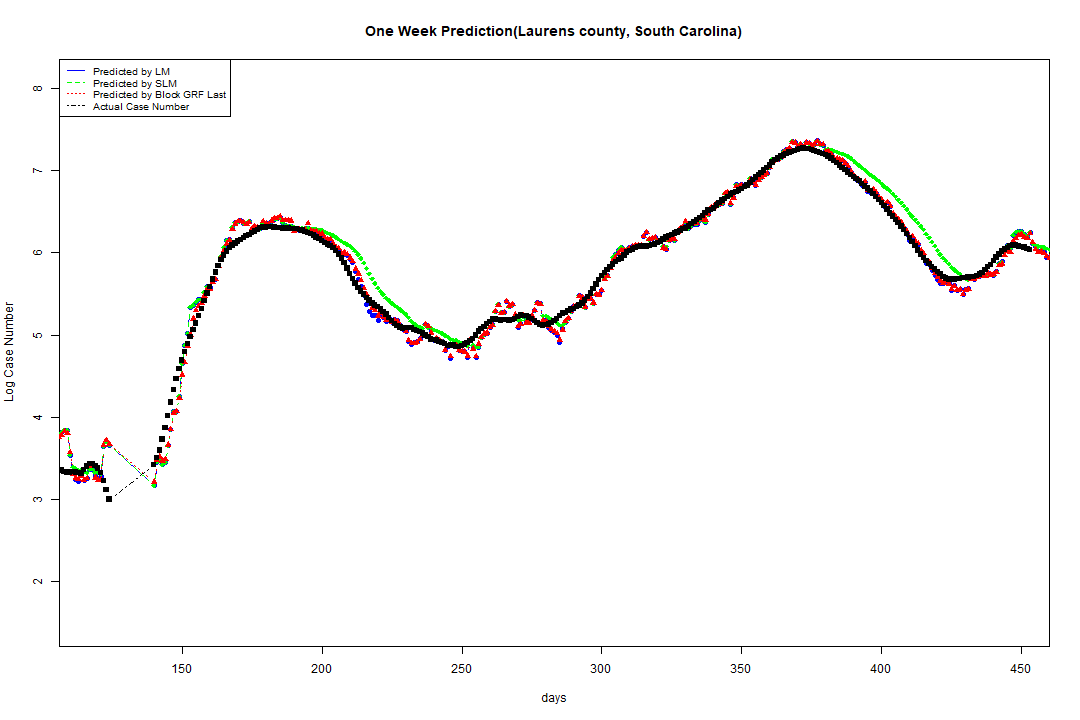 One Week Prediction(Laurens county, South Carolina)
Predicted by LM
Predicted by SLM
Predicted by Block GRF Last
Actual Case Number
8
7
6
5
4
3
2
Log Case Number
150 200 250 300 350 400 450
days